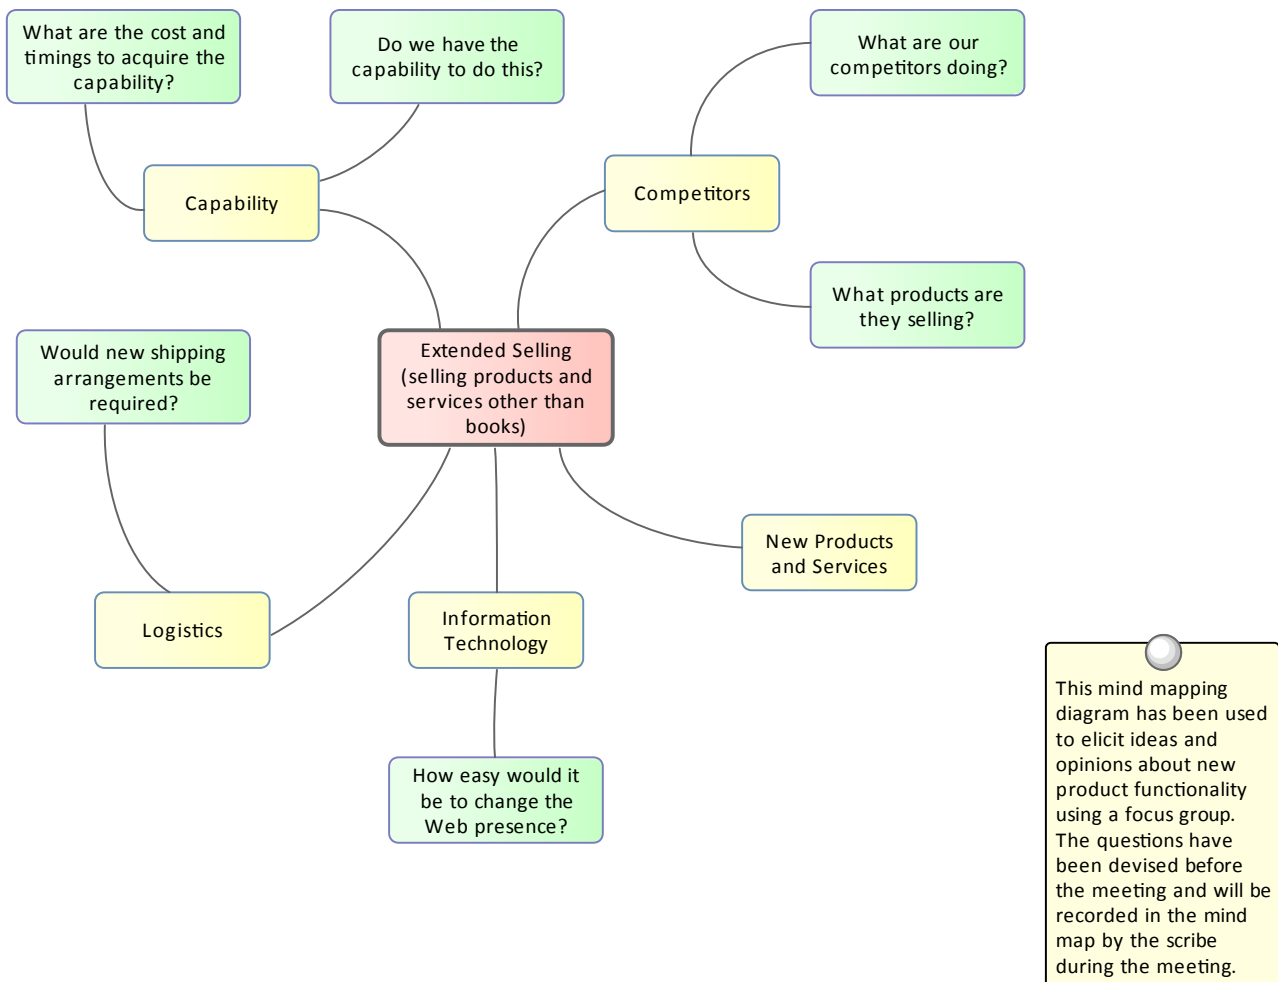 What are the cost and
timings to acquire the
capability?
Do we have the
capability to do this?
What are our
competitors doing?
Capability
Competitors
What products are
they selling?
Would new shipping
arrangements be
required?
Extended Selling
(selling products and
services other than
books)
New Products
and Services
Logistics
Information
Technology
How easy would it
be to change the
Web presence?
This mind mapping
diagram has been used
to elicit ideas and
opinions about new
product functionality
using a focus group.
The questions have
been devised before
the meeting and will be
recorded in the mind
map by the scribe
during the meeting.